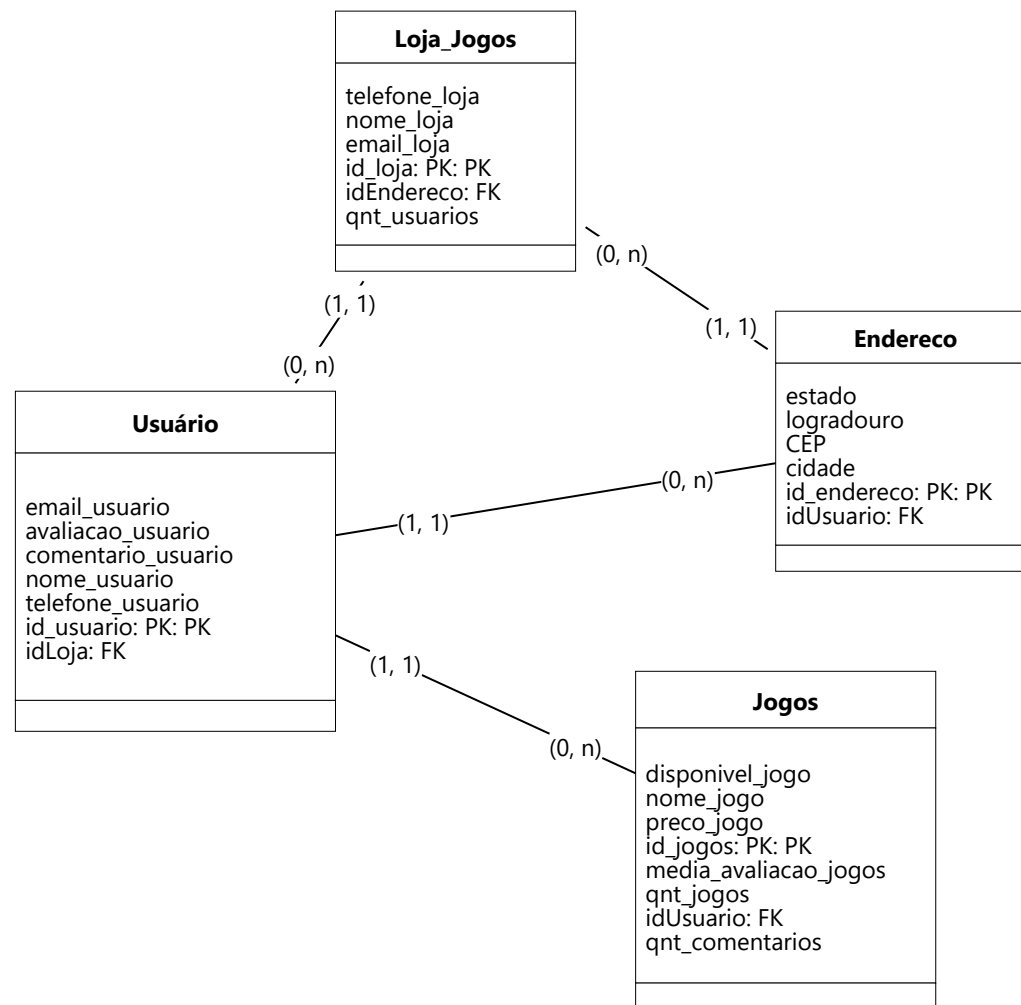 Loja_Jogos
telefone_loja
nome_loja
email_loja
id_loja: PK: PK
idEndereco: FK
qnt_usuarios
(0, n)
(1, 1)
(1, 1)
(0, n)
Endereco
estado
logradouro
CEP
cidade
id_endereco: PK: PK
idUsuario: FK
Usuário
email_usuario
avaliacao_usuario
comentario_usuario
nome_usuario
telefone_usuario
id_usuario: PK: PK
idLoja: FK
(0, n)
(1, 1)
(1, 1)
(0, n)
Jogos
disponivel_jogo
nome_jogo
preco_jogo
id_jogos: PK: PK
media_avaliacao_jogos
qnt_jogos
idUsuario: FK
qnt_comentarios